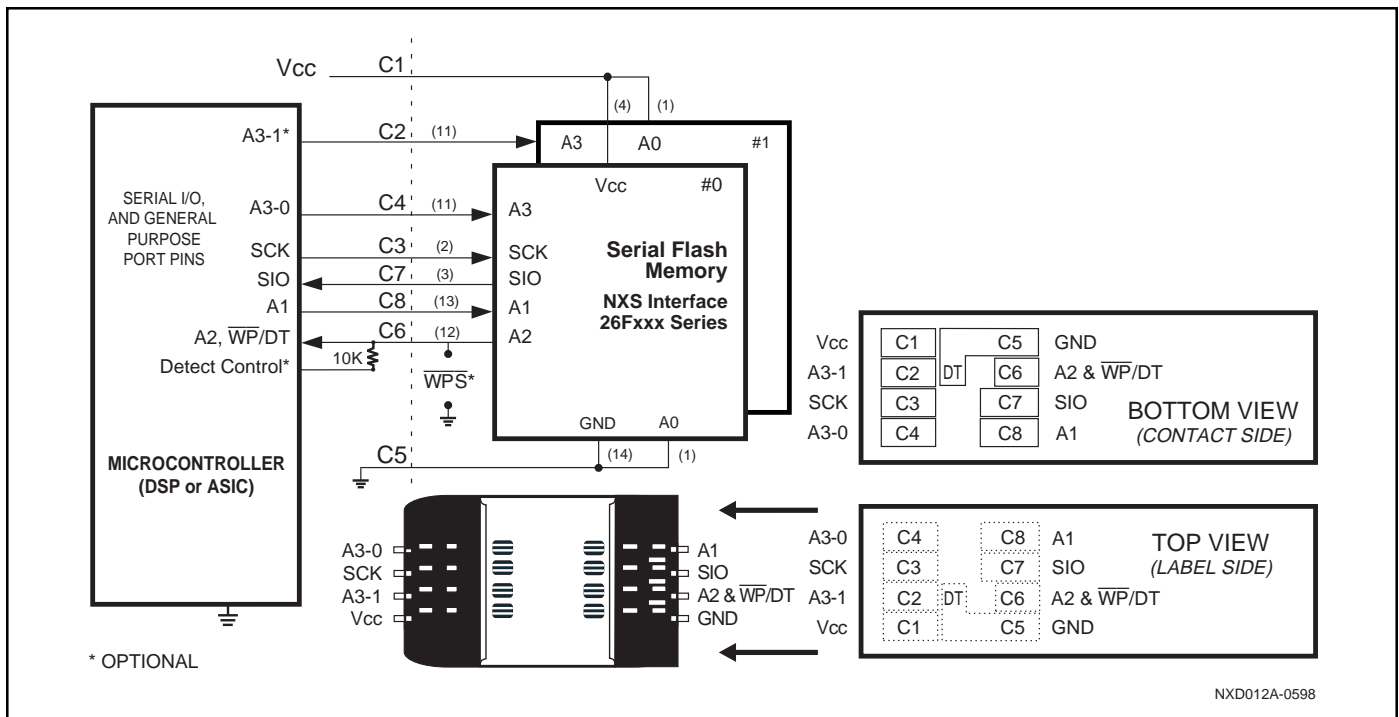 Vcc C1
(4) (1)
A3-1* C2 (11) A3 A0 #1
Vcc #0
SERIAL I/O,
AND GENERAL
PURPOSE
PORT PINS
A3-0 C4 (11) A3
SCK C3 (2) SCK
SIO C7 (3) SIO
A1 C8 (13) A1
A2, W̅P̅/DT C6 (12) A2
Detect Control* 10K
W̅P̅S̅*
Serial Flash
Memory
NXS Interface
26Fxxx Series
GND A0
C5 (14) (1)
MICROCONTROLLER
(DSP or ASIC)
Vcc C1 C5 GND
A3-1 C2 DT C6 A2 & W̅P̅/DT
SCK C3 C7 SIO
A3-0 C4 C8 A1
BOTTOM VIEW
(CONTACT SIDE)
A3-0 A1
SCK SIO
A3-1 A2 & W̅P̅/DT
Vcc GND
A3-0 C4 C8 A1
SCK C3 C7 SIO
A3-1 C2 DT C6 A2 & W̅P̅/DT
Vcc C1 C5 GND
TOP VIEW
(LABEL SIDE)
* OPTIONAL
NXD012A-0598